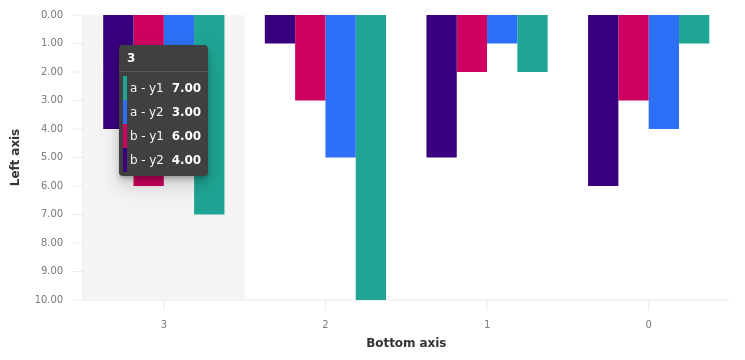 0.00
1.00
2.00
3.00
4.00
5.00
6.00
7.00
8.00
9.00
10.00
Left axis
3
a - y1 7.00
a - y2 3.00
b - y1 6.00
b - y2 4.00
3 2 1 0
Bottom axis